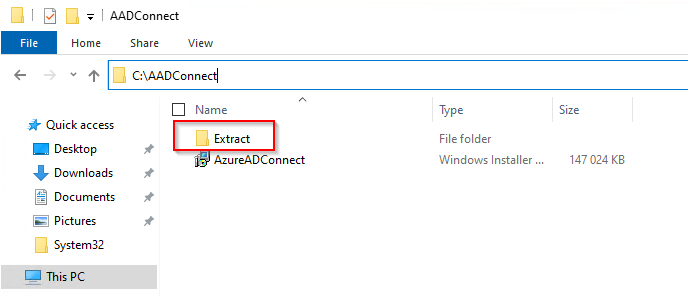 AADConnect
File Home Share View
C:\AADConnect
Name Type Size
Quick access
Extract File folder
Desktop
AzureADConnect Windows Installer ... 147 024 KB
Downloads
Documents
Pictures
System32
This PC